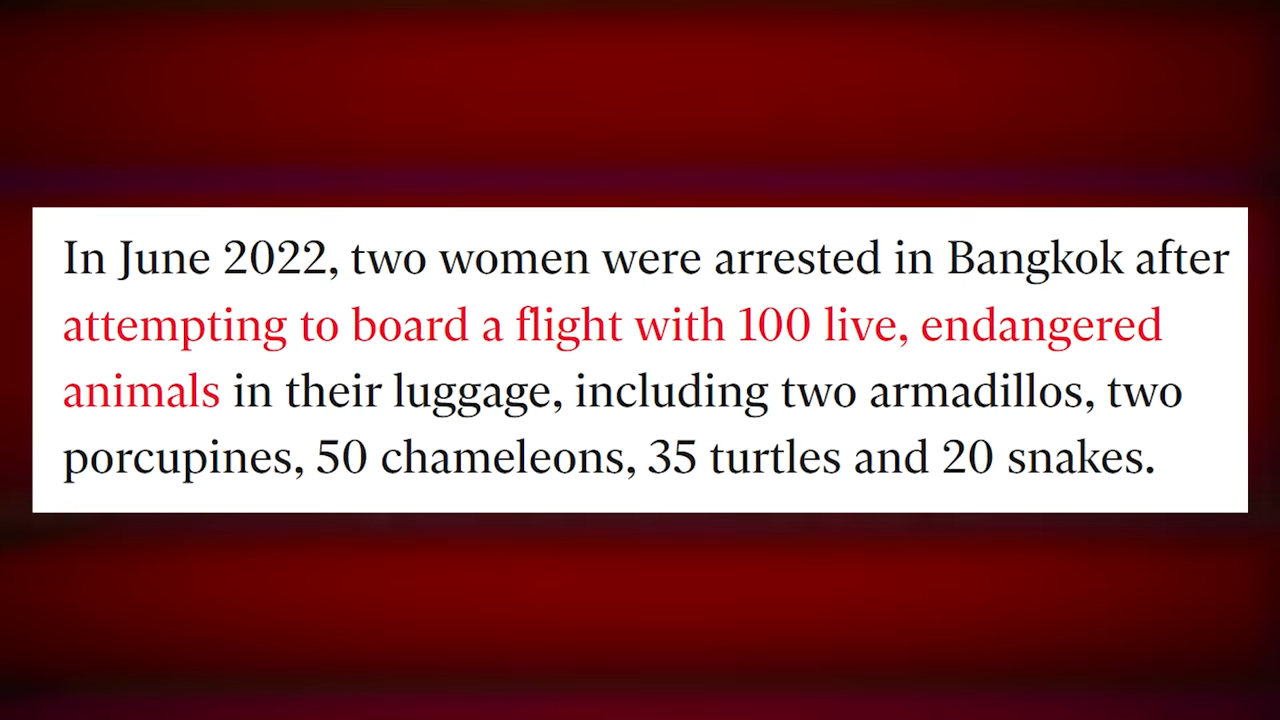 In June 2022, two women were arrested in Bangkok after
attempting to board a flight with 100 live, endangered
animals in their luggage, including two armadillos, two
porcupines, 50 chameleons, 35 turtles and 20 snakes.